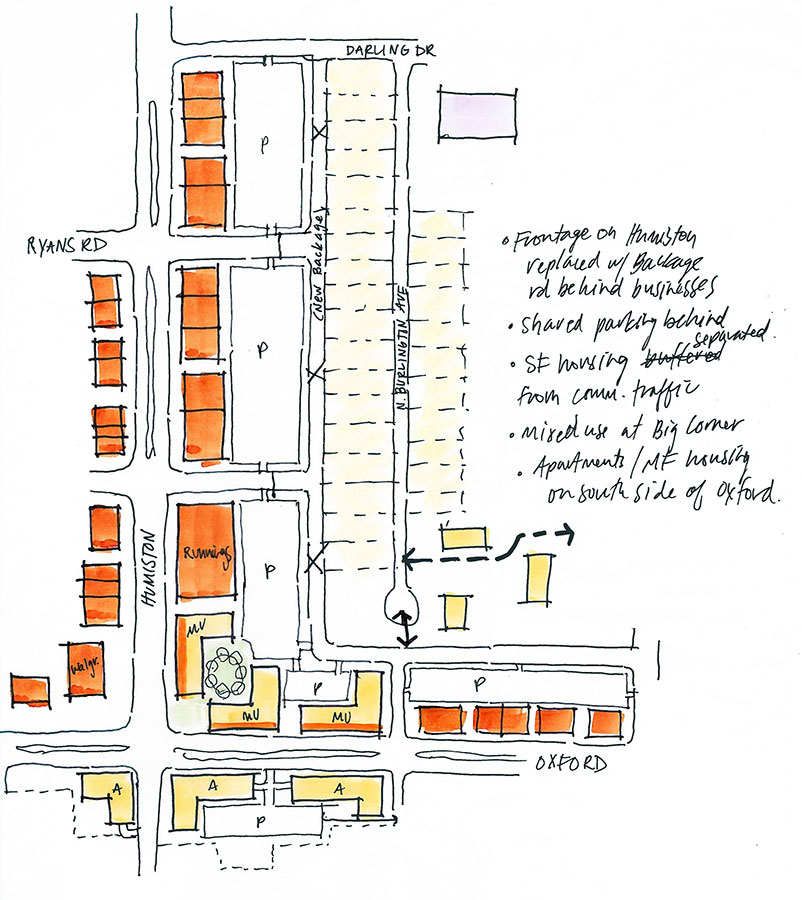 DARLING DR
P
RYANS RD
(NEW Backage)
N. BURLINGTIN AVE
• Frontage on Humiston
replaced w/ Backage
rd behind businesses
• shared parking behind
• SF housing buffered separated.
from comm. traffic
• mixed use at Big Corner
• Apartments/MF housing
on south side of Oxford.
P
HUMISTON
Runnings
P
MU
Walgr.
P
P
MU
MU
OXFORD
A
A
A
P